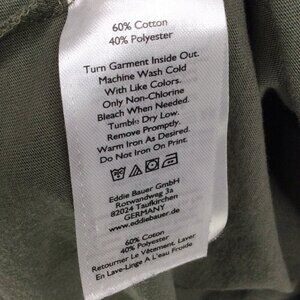 60% Cotton
40% Polyester
Turn Garment Inside Out.
Machine Wash Cold
With Like Colors.
Only Non-Chlorine
Bleach When Needed.
Tumble Dry Low.
Remove Promptly.
Warm Iron As Desired.
Do Not Iron On Print.
Eddie Bauer GmbH
Rotwandweg 3a
82024 Taufkirchen
GERMANY
www.eddiebauer.de
60% Cotton
40% Polyester
Retourner Le Vêtement, Laver
En Lave-Linge A L'eau Froide